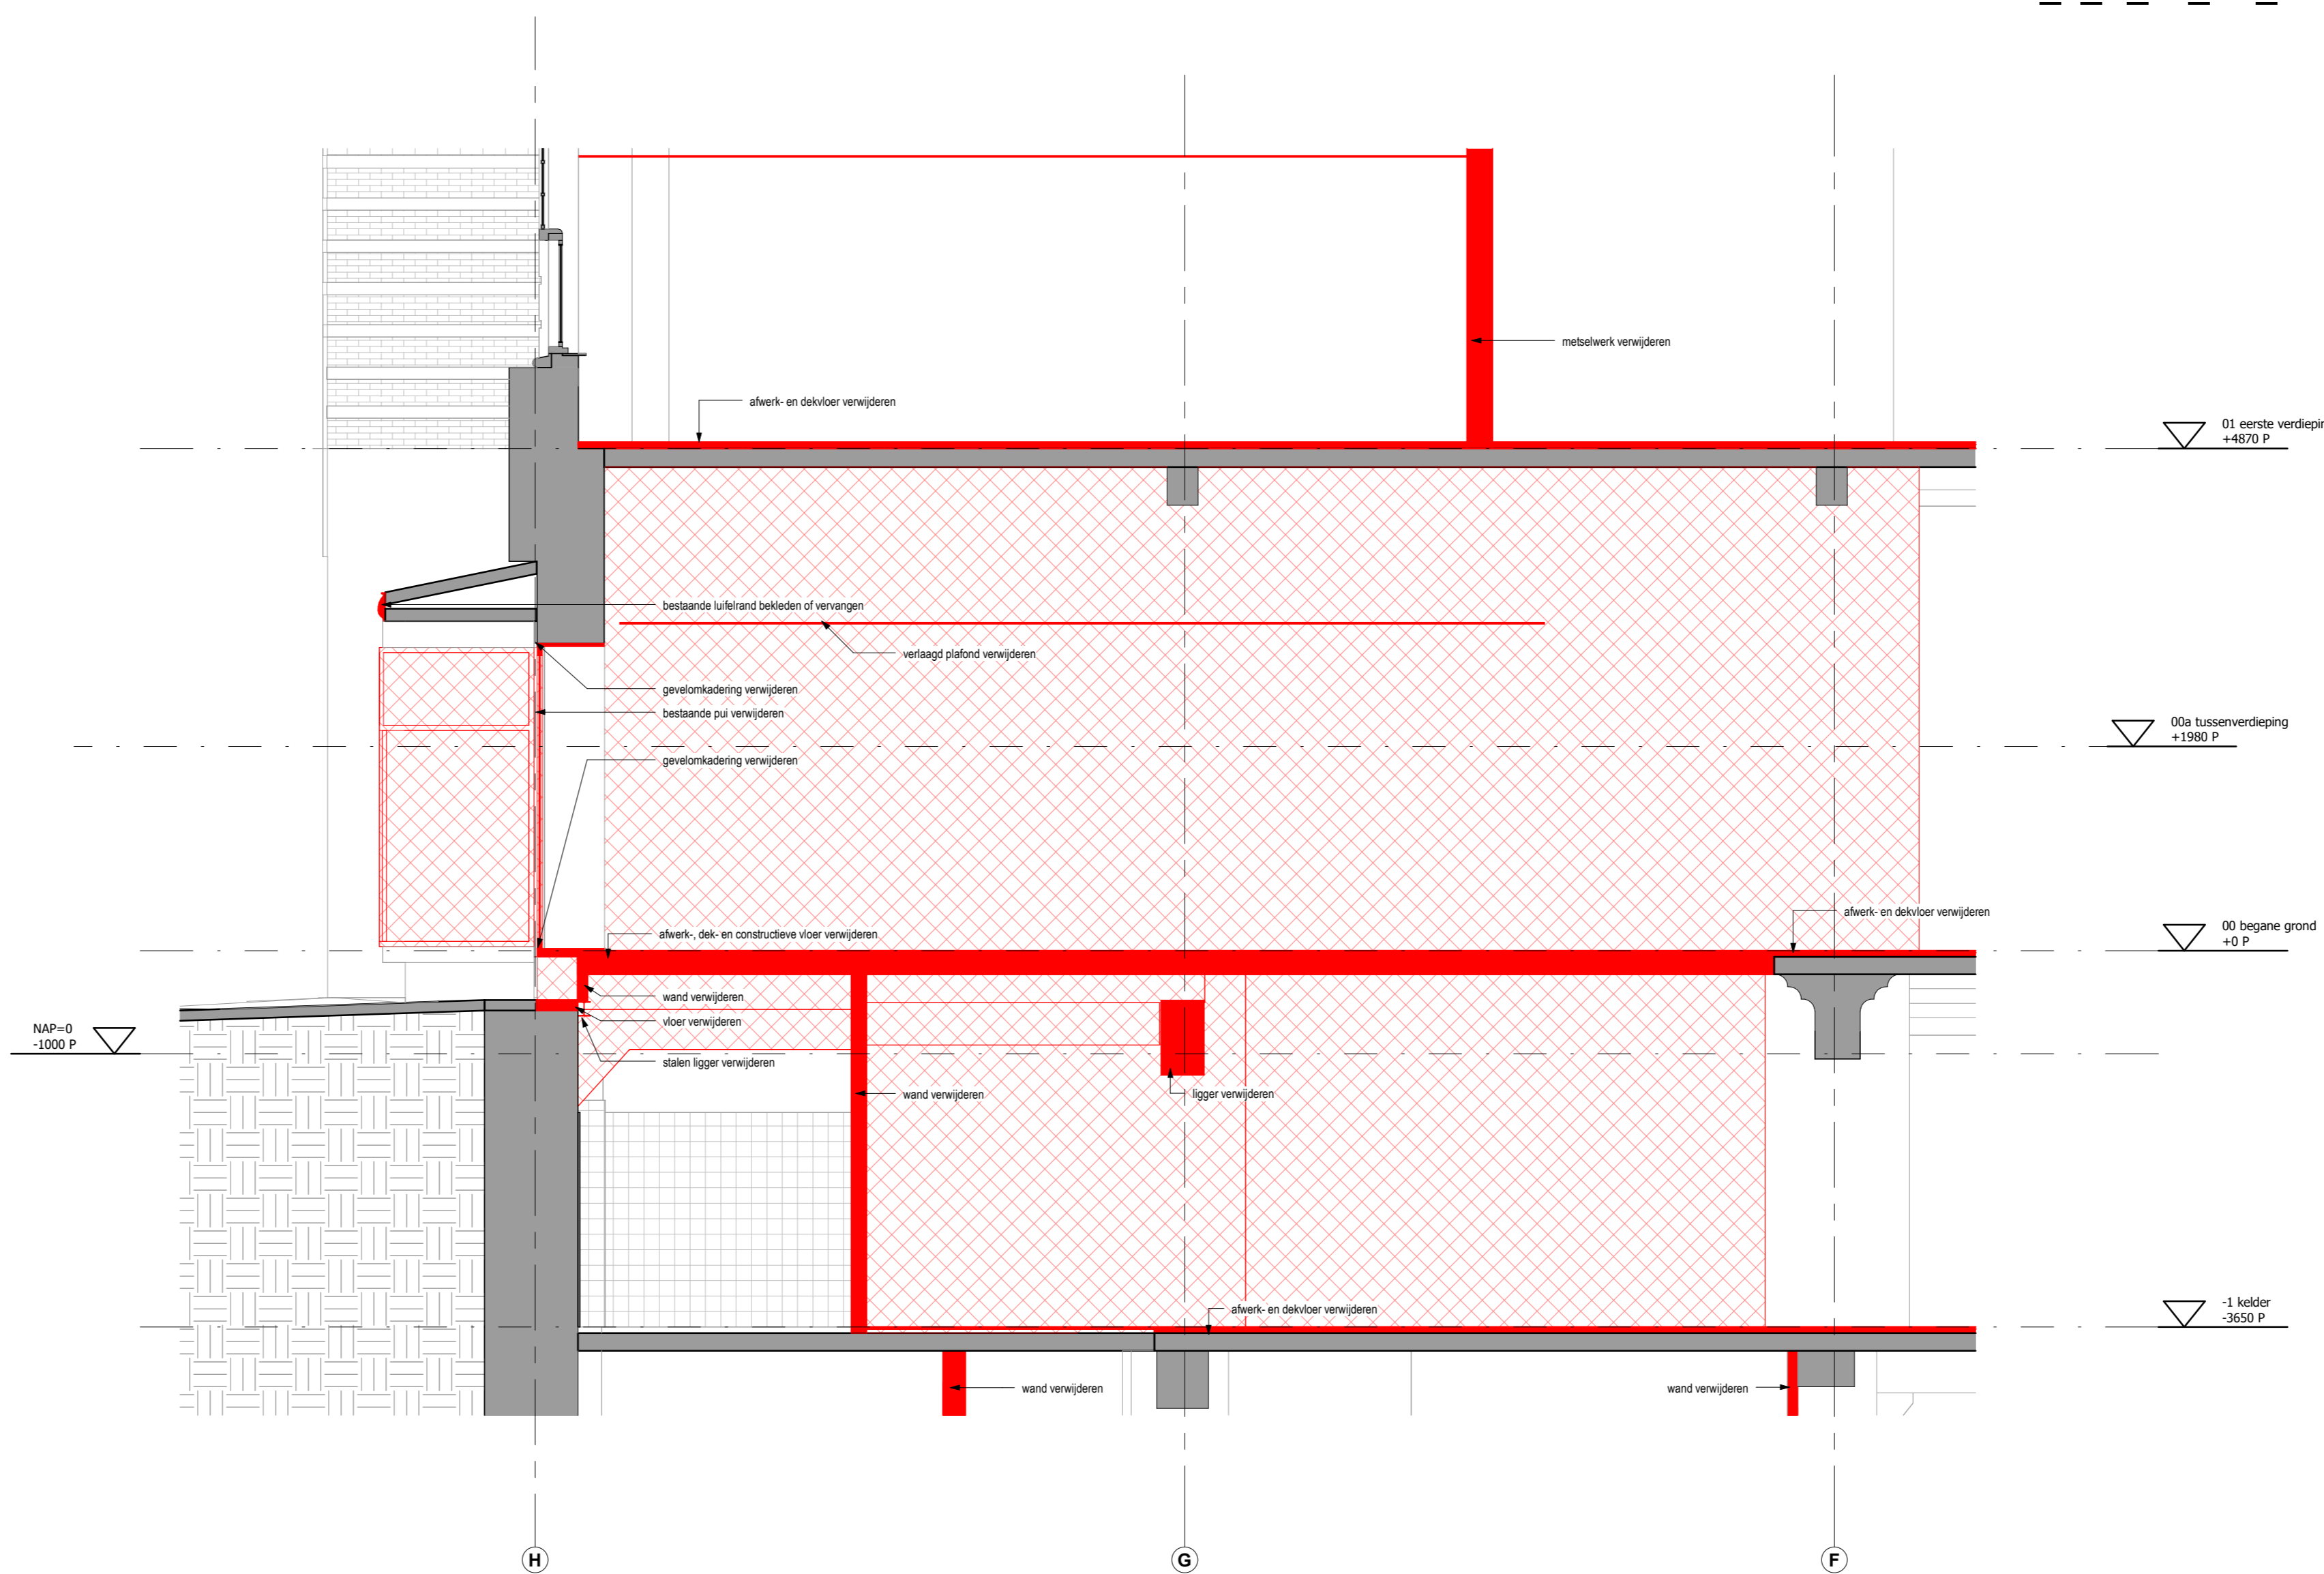 metselwerk verwijderen
afwerk- en dekvloer verwijderen
01 eerste verdiepin
+4870 P
bestaande luifelrand bekleden of vervangen
verlaagd plafond verwijderen
gevelomkadering verwijderen
bestaande pui verwijderen
00a tussenverdieping
+1980 P
gevelomkadering verwijderen
afwerk- en dekvloer verwijderen
00 begane grond
+0 P
afwerk-, dek- en constructieve vloer verwijderen
wand verwijderen
vloer verwijderen
NAP=0
-1000 P
stalen ligger verwijderen
wand verwijderen
ligger verwijderen
afwerk- en dekvloer verwijderen
-1 kelder
-3650 P
wand verwijderen
wand verwijderen
H
G
F